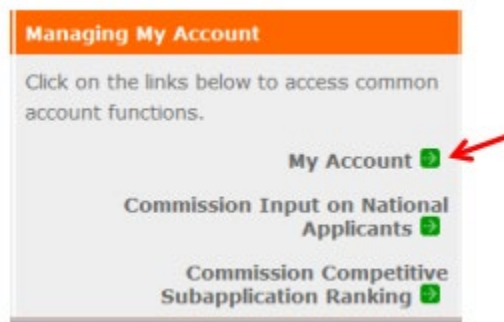 Managing My Account
Click on the links below to access common
account functions.
My Account
Commission Input on National
Applicants
Commission Competitive
Subapplication Ranking